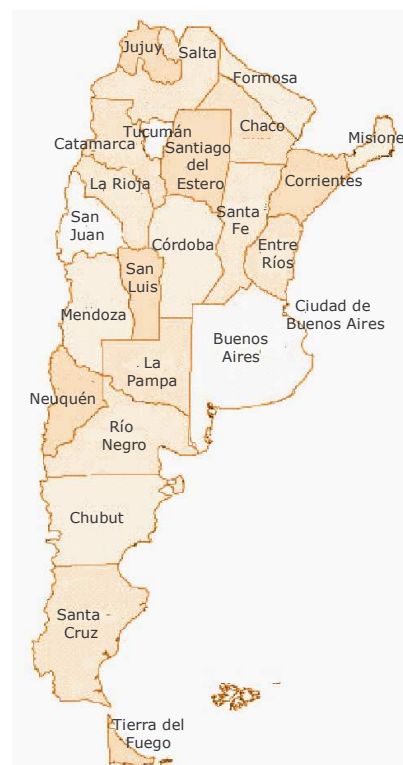 Jujuy
Salta
Formosa
Tucumán
Chaco
Misione
Catamarca
Santiago
del
Estero
La Rioja
Corrientes
San
Juan
Santa
Fe
Córdoba
Entre
Ríos
San
Luis
Mendoza
Ciudad de
Buenos Aires
Buenos
Aires
La
Pampa
Neuquén
Río
Negro
Chubut
Santa
Cruz
Tierra del
Fuego